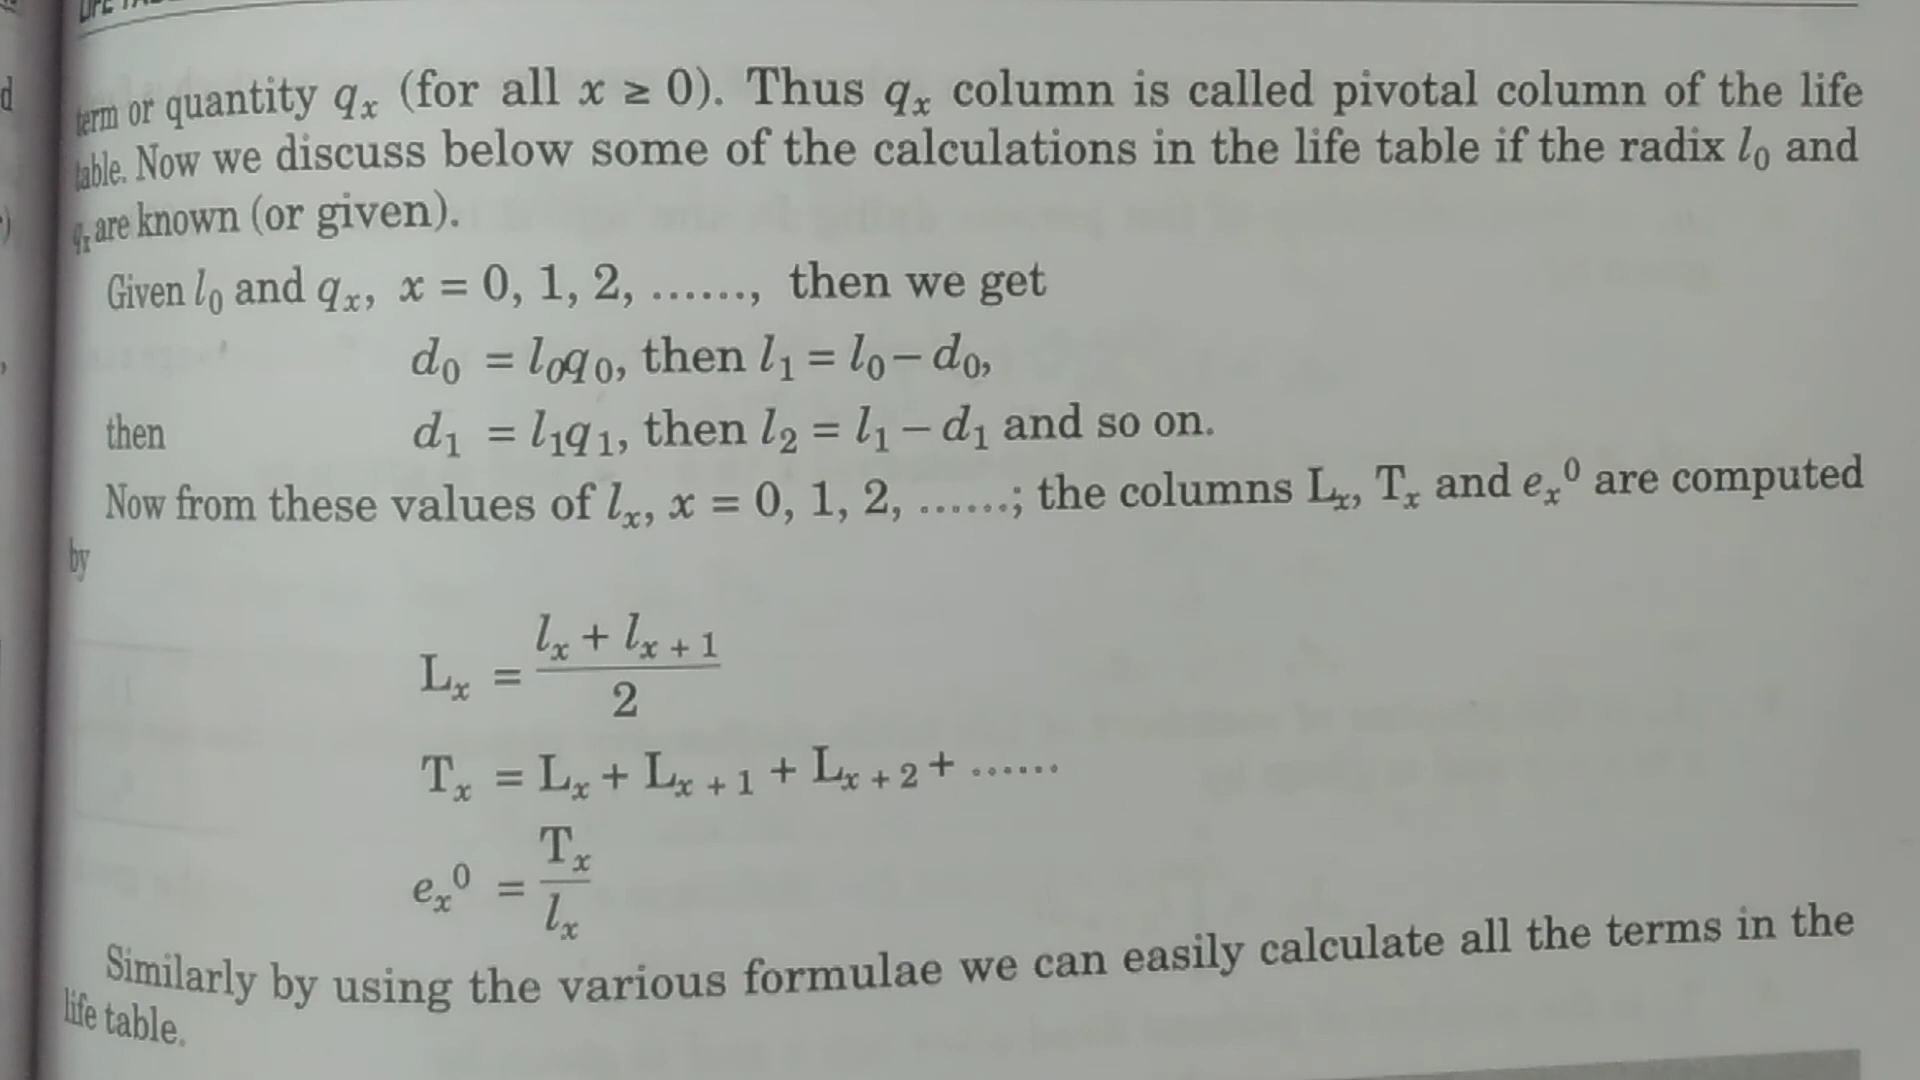 term or quantity qₓ (for all x ≥ 0). Thus qₓ column is called pivotal column of the life
table. Now we discuss below some of the calculations in the life table if the radix l₀ and
qₓ are known (or given).
Given l₀ and qₓ, x = 0, 1, 2, ......, then we get
d₀ = l₀q₀, then l₁ = l₀ – d₀,
then d₁ = l₁q₁, then l₂ = l₁ – d₁ and so on.
Now from these values of lₓ, x = 0, 1, 2, ......; the columns Lₓ, Tₓ and eₓ⁰ are computed
by
Lₓ = (lₓ + lₓ₊₁)/2
Tₓ = Lₓ + Lₓ₊₁ + Lₓ₊₂ + ......
eₓ⁰ = Tₓ/lₓ
Similarly by using the various formulae we can easily calculate all the terms in the
life table.